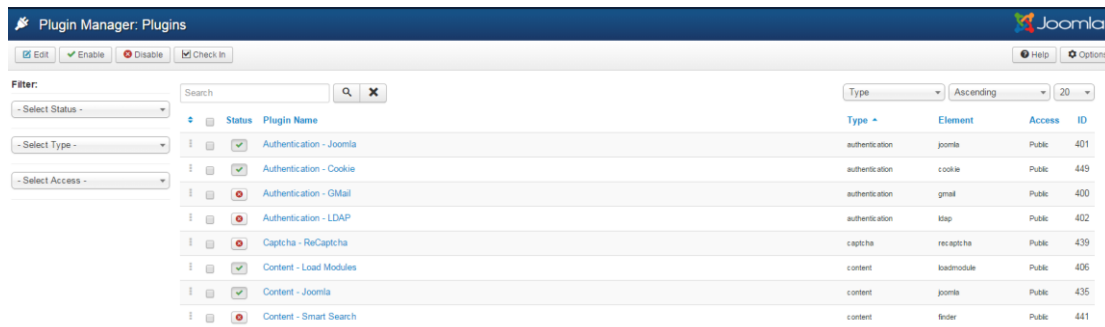 Plugin Manager: Plugins Joomla
Edit Enable Disable Check In Help Options
Filter:
- Select Status -
- Select Type -
- Select Access -
Search Type Ascending 20
Status Plugin Name Type Element Access ID
Authentication - Joomla authentication joomla Public 401
Authentication - Cookie authentication cookie Public 449
Authentication - GMail authentication gmail Public 400
Authentication - LDAP authentication ldap Public 402
Captcha - ReCaptcha captcha recaptcha Public 439
Content - Load Modules content loadmodule Public 406
Content - Joomla content joomla Public 435
Content - Smart Search content finder Public 441